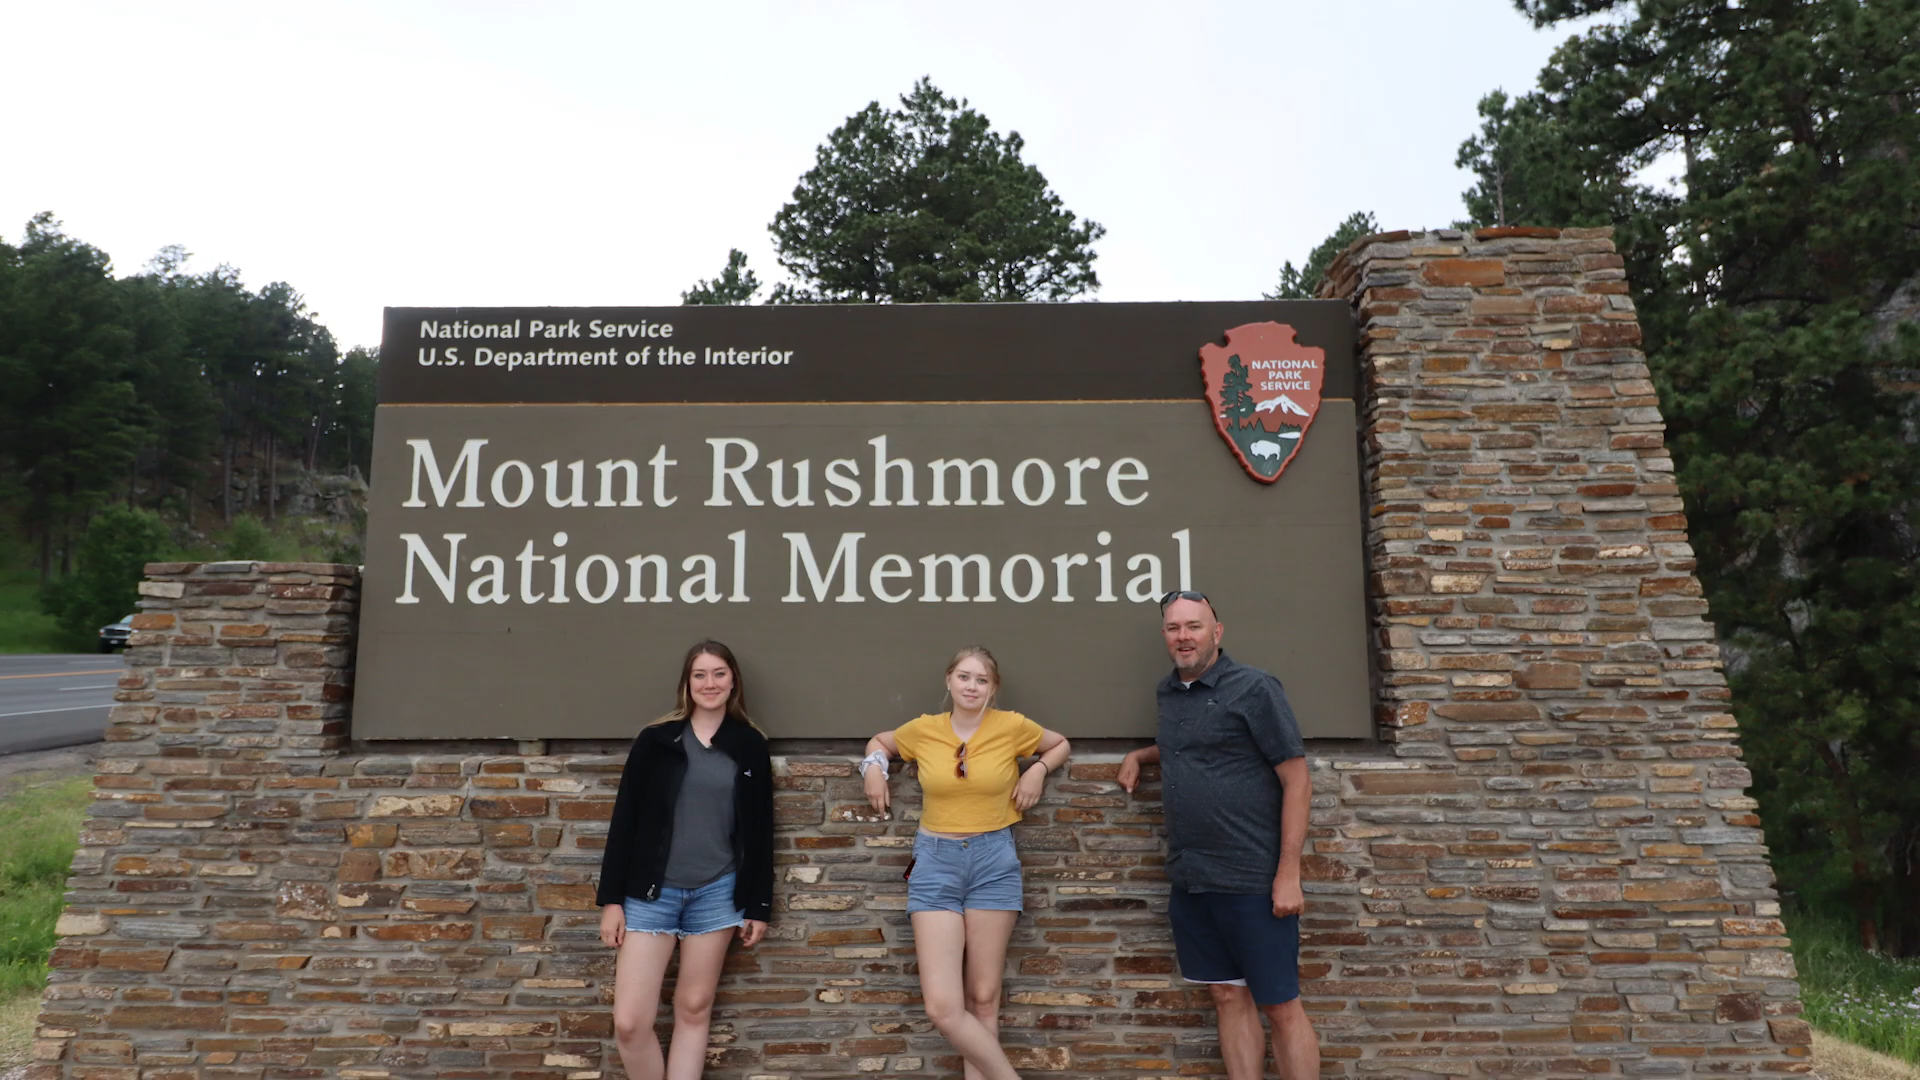 National Park Service
U.S. Department of the Interior
NATIONAL
PARK
SERVICE
Mount Rushmore
National Memorial